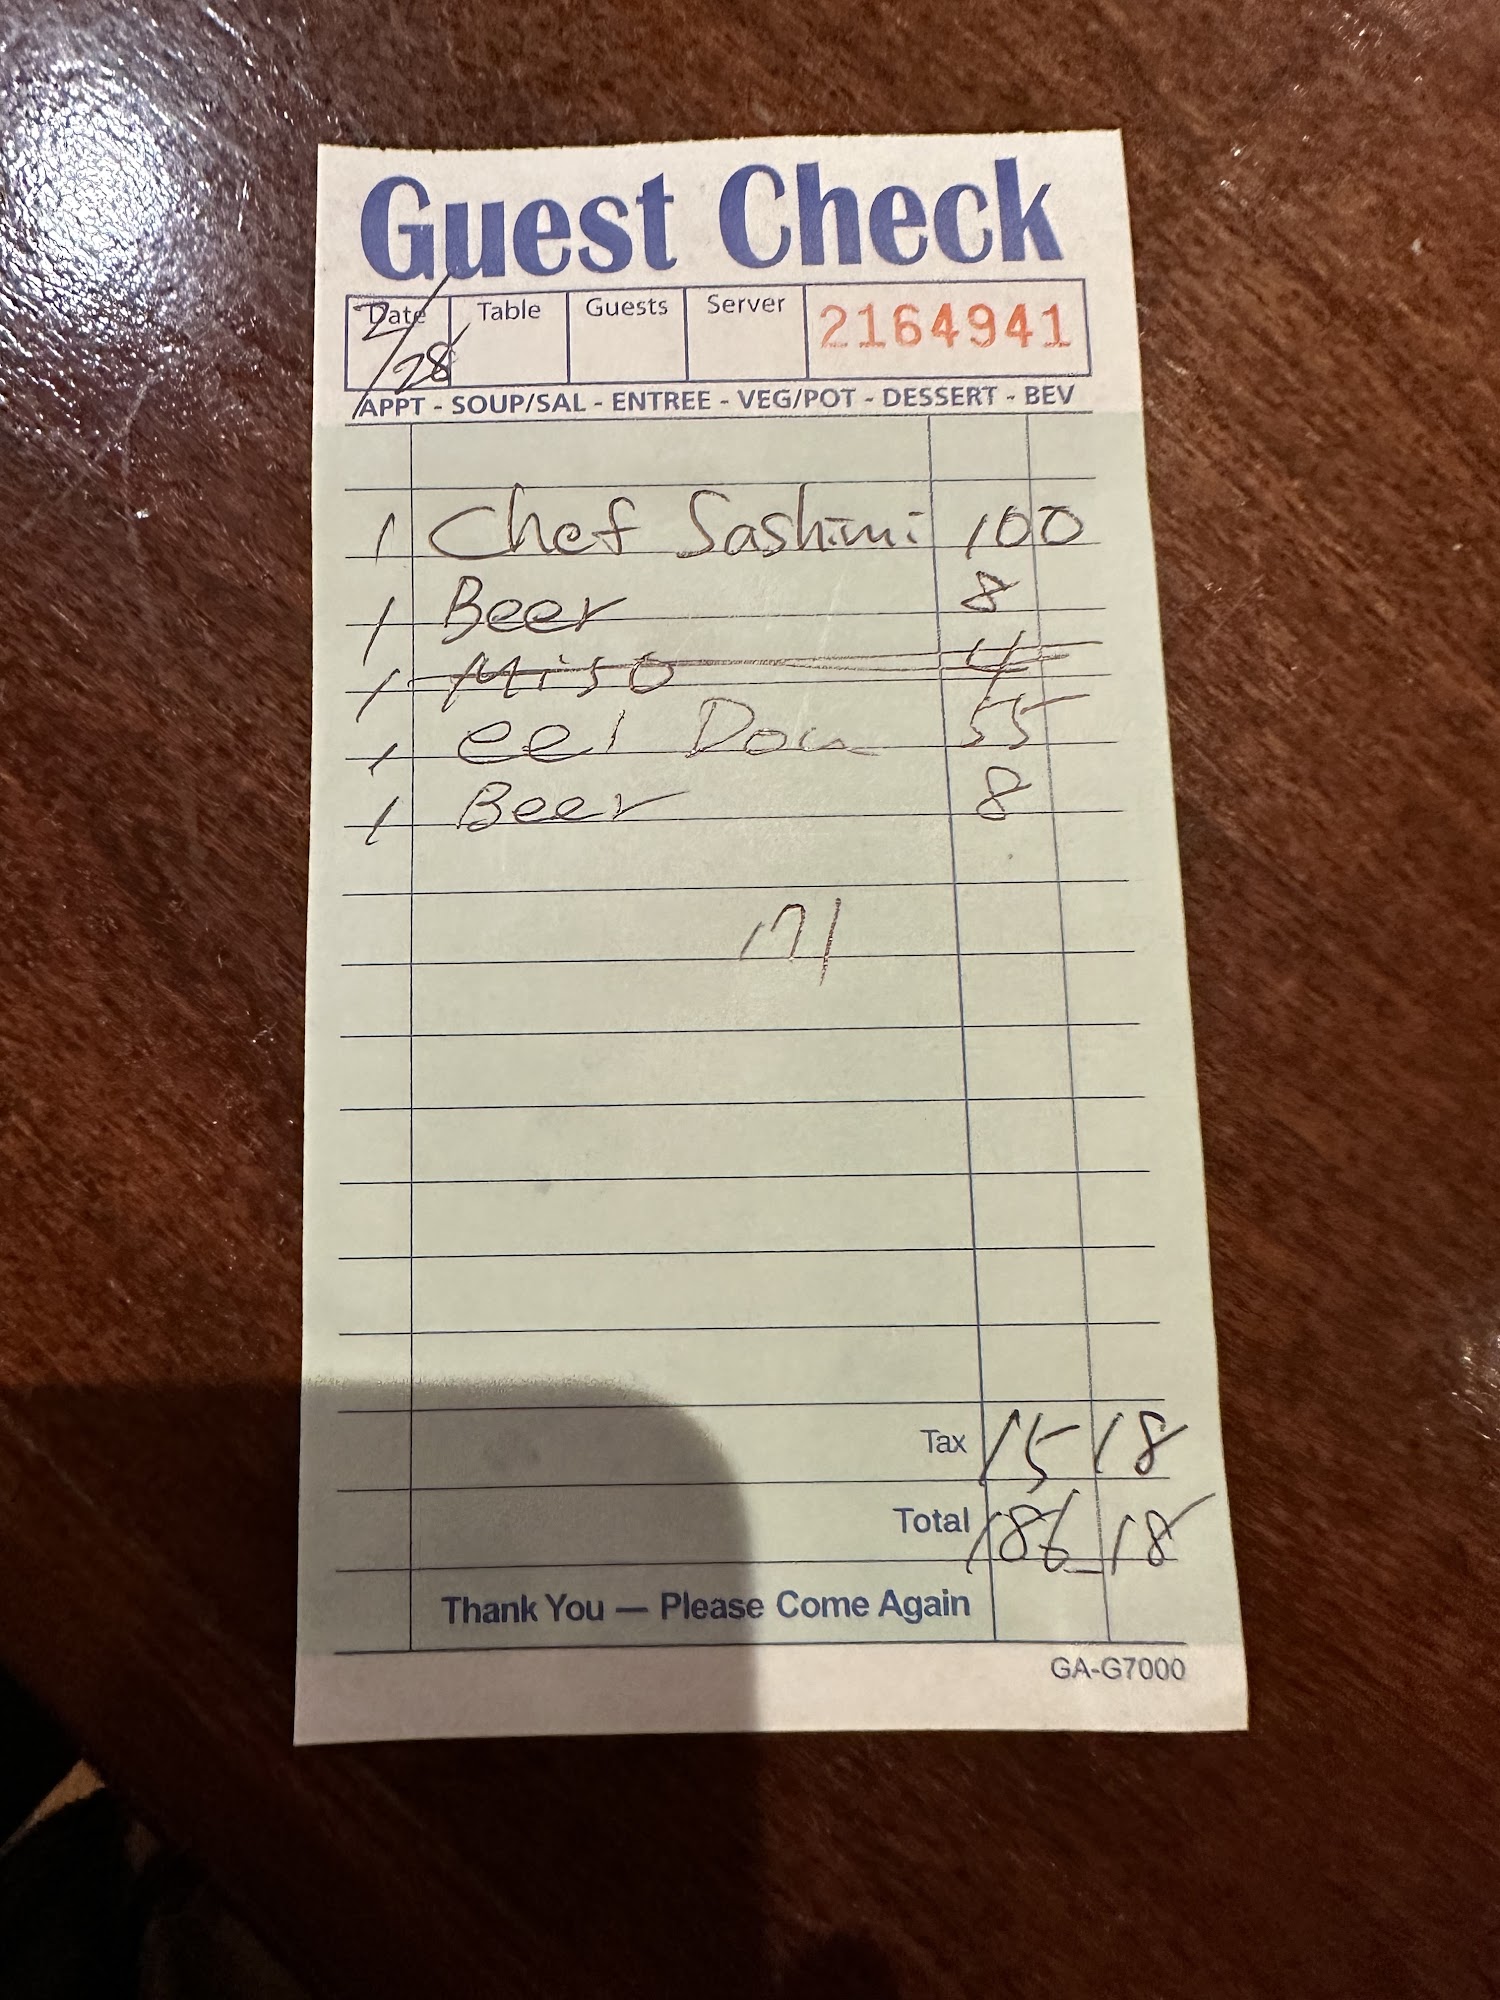 Guest Check
Date Table Guests Server 2164941
2/28
APPT - SOUP/SAL - ENTREE - VEG/POT - DESSERT - BEV
1 Chef Sashimi 100
1 Beer 8
1 Miso 4
1 eel Don 55
1 Beer 8
171
Tax 15 18
Total 186 18
Thank You — Please Come Again
GA-G7000